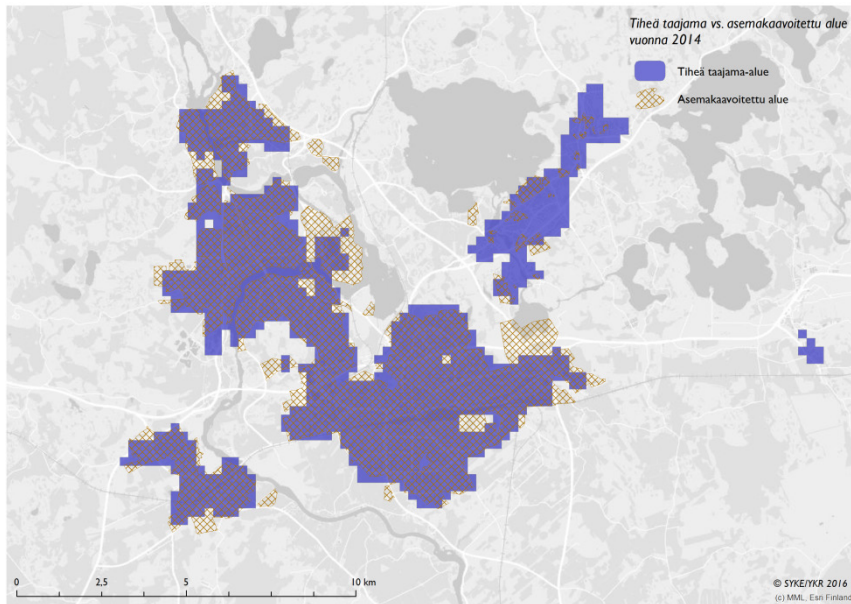 Tiheä taajama vs. asemakaavoitettu alue
vuonna 2014
Tiheä taajama-alue
Asemakaavoitettu alue
0 2,5 5 10 km
© SYKE/YKR 2016
(c) MML, Esri Finland